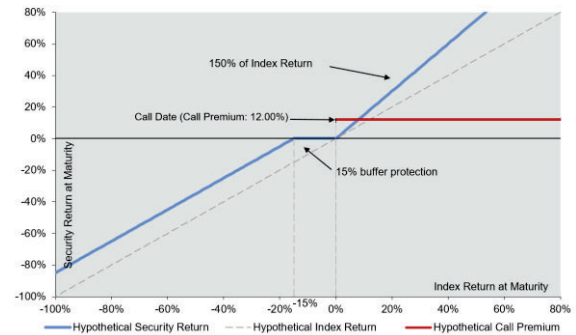 80%
60%
150% of Index Return
40%
20%
Call Date (Call Premium: 12.00%)
0%
-20%
15% buffer protection
-40%
-60%
-80%
Security Return at Maturity
Index Return at Maturity
-100%
-15%
-100% -80% -60% -40% -20% 0% 20% 40% 60% 80%
Hypothetical Security Return Hypothetical Index Return Hypothetical Call Premium